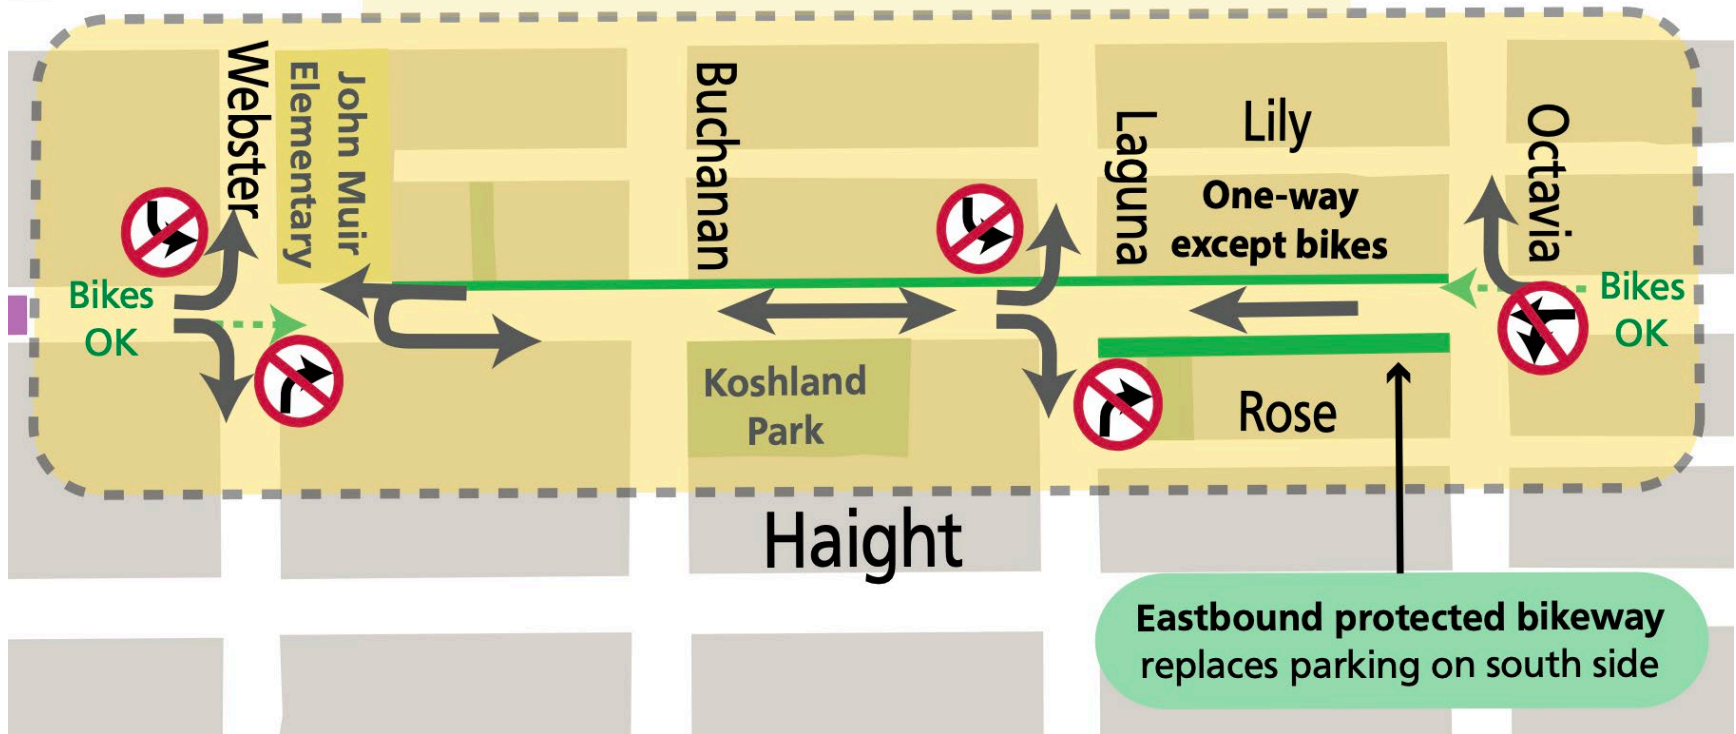 Webster
John Muir
Elementary
Buchanan
Laguna
Lily
Octavia
One-way
except bikes
Bikes
OK
Bikes
OK
Koshland
Park
Rose
Haight
Eastbound protected bikeway
replaces parking on south side